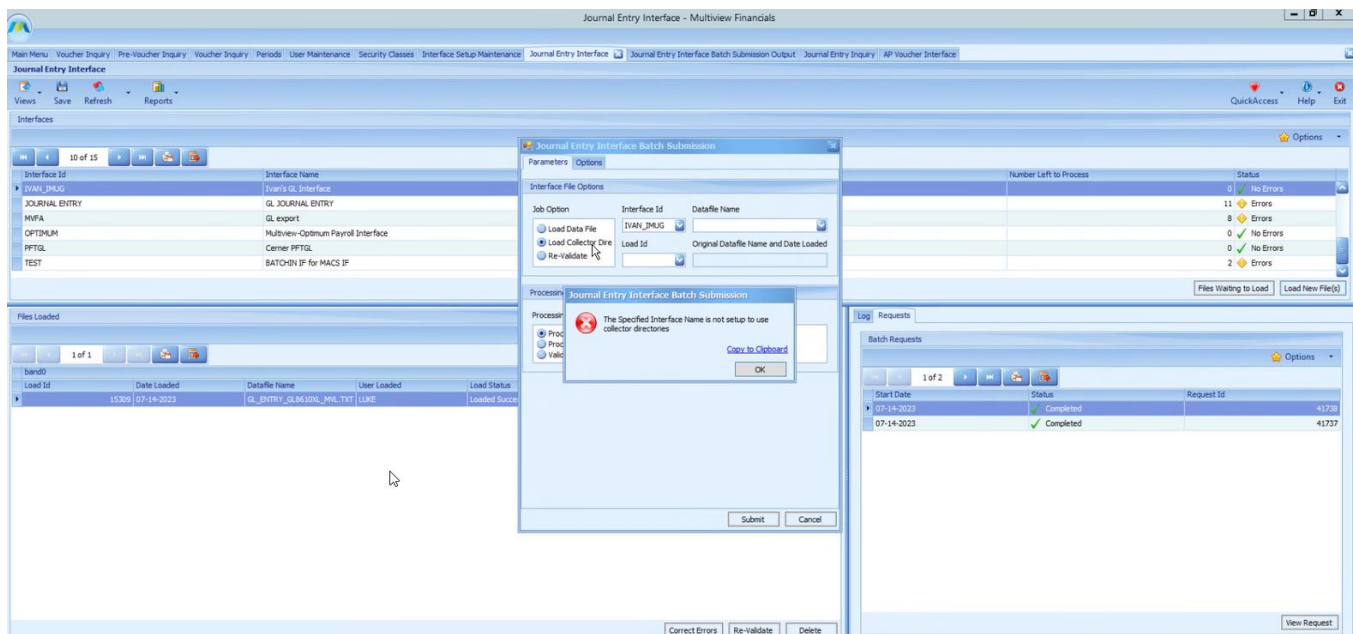 Journal Entry Interface - Multiview Financials
Main Menu Voucher Inquiry Pre-Voucher Inquiry Voucher Inquiry Periods User Maintenance Security Classes Interface Setup Maintenance Journal Entry Interface Journal Entry Interface Batch Submission Output Journal Entry Inquiry AP Voucher Interface
Journal Entry Interface
Views Save Refresh Reports QuickAccess Help Exit
Interfaces
Options
10 of 15
Interface Id Interface Name Number Left to Process Status
IVAN_IMUG Ivan's GL Interface 0 No Errors
JOURNAL ENTRY GL JOURNAL ENTRY 11 Errors
MVFA GL export 8 Errors
OPTIMUM Multiview-Optimum Payroll Interface 0 No Errors
PFTGL Cerner PFTGL 0 No Errors
TEST BATCHIN IF for MACS IF 2 Errors
Files Waiting to Load Load New File(s)
Journal Entry Interface Batch Submission
Parameters Options
Interface File Options
Job Option Interface Id Datafile Name
Load Data File IVAN_IMUG
Load Collector Dire Load Id Original Datafile Name and Date Loaded
Re-Validate
Processin
Processin
Proc
Proc
Valid
Journal Entry Interface Batch Submission
The Specified Interface Name is not setup to use
collector directories
Copy to Clipboard
OK
Submit Cancel
Files Loaded
1 of 1
band0
Load Id Date Loaded Datafile Name User Loaded Load Status
15309 07-14-2023 GL_ENTRY_GLB610XL_MVL.TXT LUKE Loaded Succe
Correct Errors Re-Validate Delete
Log Requests
Batch Requests
Options
1 of 2
Start Date Status Request Id
07-14-2023 Completed 41738
07-14-2023 Completed 41737
View Request